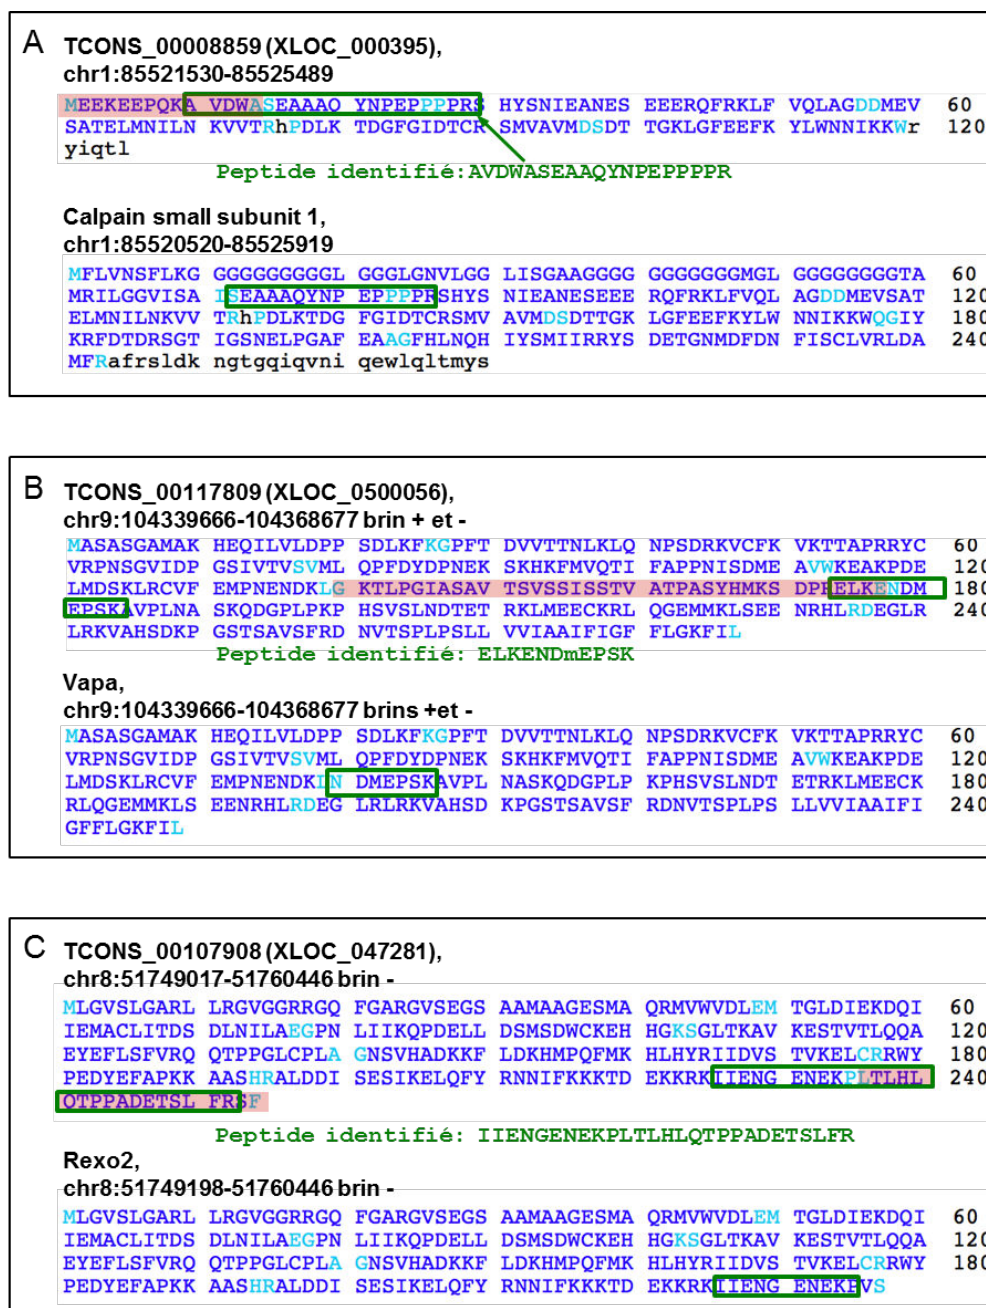 A
TCONS_00008859 (XLOC_000395),
chr1:85521530-85525489
MEEKEEPQKA VDWASEAAAQ YNPEPPPPRS HYSNIEANES EEERQFRKLF VQLAGDDMEV 60
SATELMNILN KVVTRhPDLK TDGFGIDTCR SMVAVMDSDT TGKLGFEEFK YLWNNIKKWr 120
yiqtl
Peptide identifié:AVDWASEAAQYNPEPPPPR
Calpain small subunit 1,
chr1:85520520-85525919
MFLVNSFLKG GGGGGGGGGL GGGLGNVLGG LISGAAGGGG GGGGGGGMGL GGGGGGGGTA 60
MRILGGVISA ISEAAAQYNP EPPPPRSHYS NIEANESEEE RQFRKLFVQL AGDDMEVSAT 120
ELMNILNKVV TRhPDLKTDG FGIDTCRSMV AVMDSDTTGK LGFEEFKYLW NNIKKWQGIY 180
KRFDTDRSGT IGSNELPGAF EAAGFHLNQH IYSMIIRRYS DETGNMDFDN FISCLVRLDA 240
MFRafrsldk ngtgqiqvni qewlqltmys
B
TCONS_00117809 (XLOC_0500056),
chr9:104339666-104368677 brin + et -
MASASGAMAK HEQILVLDPP SDLKFKGPFT DVVTTNLKLQ NPSDRKVCFK VKTTAPRRYC 60
VRPNSGVIDP GSIVTVSVML QPFDYDPNEK SKHKFMVQTI FAPPNISDME AVWKEAKPDE 120
LMDSKLRCVF EMPNENDKLG KTLPGIASAV TSVSSISSTV ATPASYHMKS DPRELKENDM 180
EPSKAVPLNA SKQDGPLPKP HSVSLNDTET RKLMEECKRL QGEMMKLSEE NRHLRDEGLR 240
LRKVAHSDKP GSTSAVSFRD NVTSPLPSLL VVIAAIFIGF FLGKFIL
Peptide identifié: ELKENDmEPSK
Vapa,
chr9:104339666-104368677 brins +et -
MASASGAMAK HEQILVLDPP SDLKFKGPFT DVVTTNLKLQ NPSDRKVCFK VKTTAPRRYC 60
VRPNSGVIDP GSIVTVSVML QPFDYDPNEK SKHKFMVQTI FAPPNISDME AVWKEAKPDE 120
LMDSKLRCVF EMPNENDKLN DMEPSKAVPL NASKQDGPLP KPHSVSLNDT ETRKLMEECK 180
RLQGEMMKLS EENRHLRDEG LRLRKVAHSD KPGSTSAVSF RDNVTSPLPS LLVVIAAIFI 240
GFFLGKFIL
C
TCONS_00107908 (XLOC_047281),
chr8:51749017-51760446 brin -
MLGVSLGARL LRGVGGRRGQ FGARGVSEGS AAMAAGESMA QRMVWVDLEM TGLDIEKDQI 60
IEMACLITDS DLNILAEGPN LIIKQPDELL DSMSDWCKEH HGKSGLTKAV KESTVTLQQA 120
EYEFLSFVRQ QTPPGLCPLA GNSVHADKKF LDKHMPQFMK HLHYRIIDVS TVKELCRRWY 180
PEDYEFAPKK AASHRALDDI SESIKELQFY RNNIFKKKTD EKKRKIIENG ENEKPLTLHL 240
QTPPADETSL FRSF
Peptide identifié: IIENGENEKPLTLHLQTPPADETSLFR
Rexo2,
chr8:51749198-51760446 brin -
MLGVSLGARL LRGVGGRRGQ FGARGVSEGS AAMAAGESMA QRMVWVDLEM TGLDIEKDQI 60
IEMACLITDS DLNILAEGPN LIIKQPDELL DSMSDWCKEH HGKSGLTKAV KESTVTLQQA 120
EYEFLSFVRQ QTPPGLCPLA GNSVHADKKF LDKHMPQFMK HLHYRIIDVS TVKELCRRWY 180
PEDYEFAPKK AASHRALDDI SESIKELQFY RNNIFKKKTD EKKRKIIENG ENEKPVS